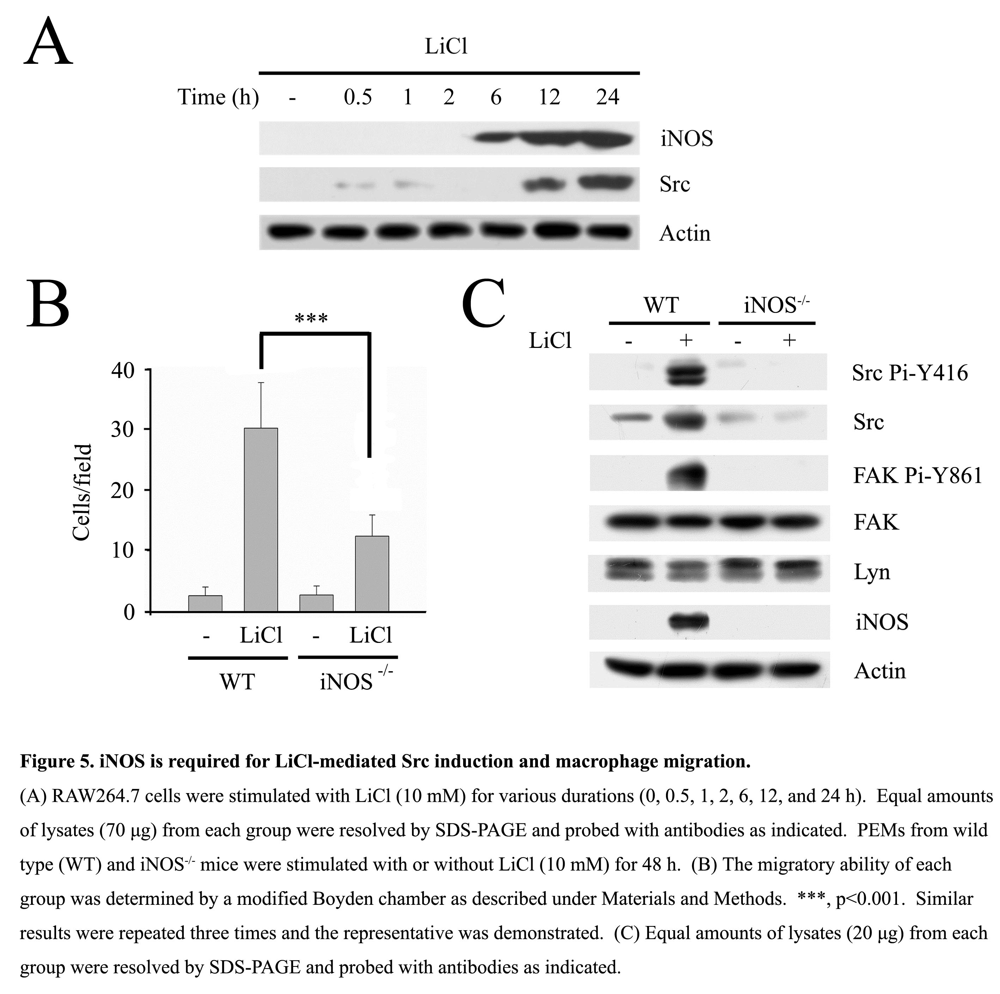 A
LiCl
Time (h) - 0.5 1 2 6 12 24
iNOS
Src
Actin
B
***
40
30
20
10
0
Cells/field
- LiCl - LiCl
WT iNOS -/-
C
WT iNOS-/-
LiCl - + - +
Src Pi-Y416
Src
FAK Pi-Y861
FAK
Lyn
iNOS
Actin
Figure 5. iNOS is required for LiCl-mediated Src induction and macrophage migration.
(A) RAW264.7 cells were stimulated with LiCl (10 mM) for various durations (0, 0.5, 1, 2, 6, 12, and 24 h). Equal amounts
of lysates (70 μg) from each group were resolved by SDS-PAGE and probed with antibodies as indicated. PEMs from wild
type (WT) and iNOS-/- mice were stimulated with or without LiCl (10 mM) for 48 h. (B) The migratory ability of each
group was determined by a modified Boyden chamber as described under Materials and Methods. ***, p<0.001. Similar
results were repeated three times and the representative was demonstrated. (C) Equal amounts of lysates (20 μg) from each
group were resolved by SDS-PAGE and probed with antibodies as indicated.